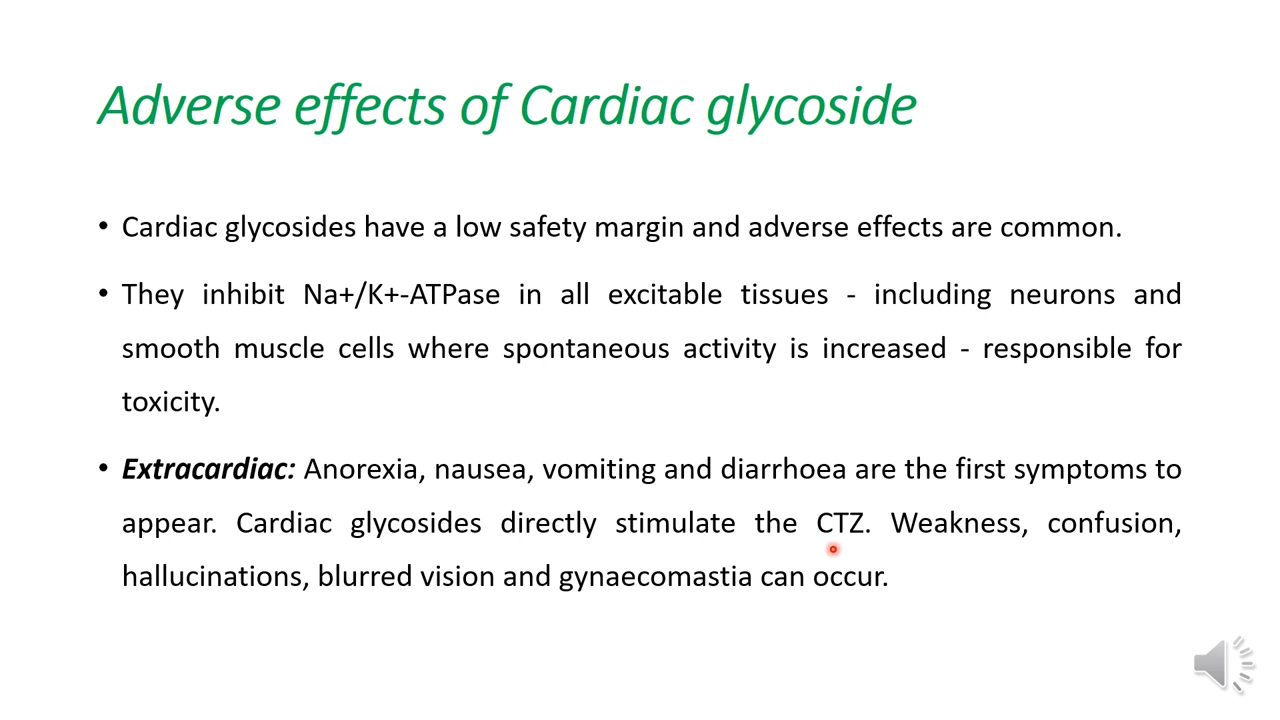 Adverse effects of Cardiac glycoside
• Cardiac glycosides have a low safety margin and adverse effects are common.
• They inhibit Na+/K+-ATPase in all excitable tissues - including neurons and
smooth muscle cells where spontaneous activity is increased - responsible for
toxicity.
• Extracardiac: Anorexia, nausea, vomiting and diarrhoea are the first symptoms to
appear. Cardiac glycosides directly stimulate the CTZ. Weakness, confusion,
hallucinations, blurred vision and gynaecomastia can occur.